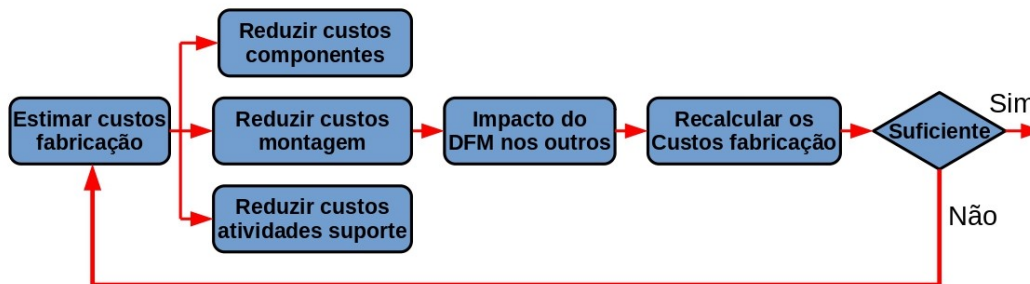 Estimar custos
fabricação
Reduzir custos
componentes
Reduzir custos
montagem
Reduzir custos
atividades suporte
Impacto do
DFM nos outros
Recalcular os
Custos fabricação
Suficiente
Sim
Não